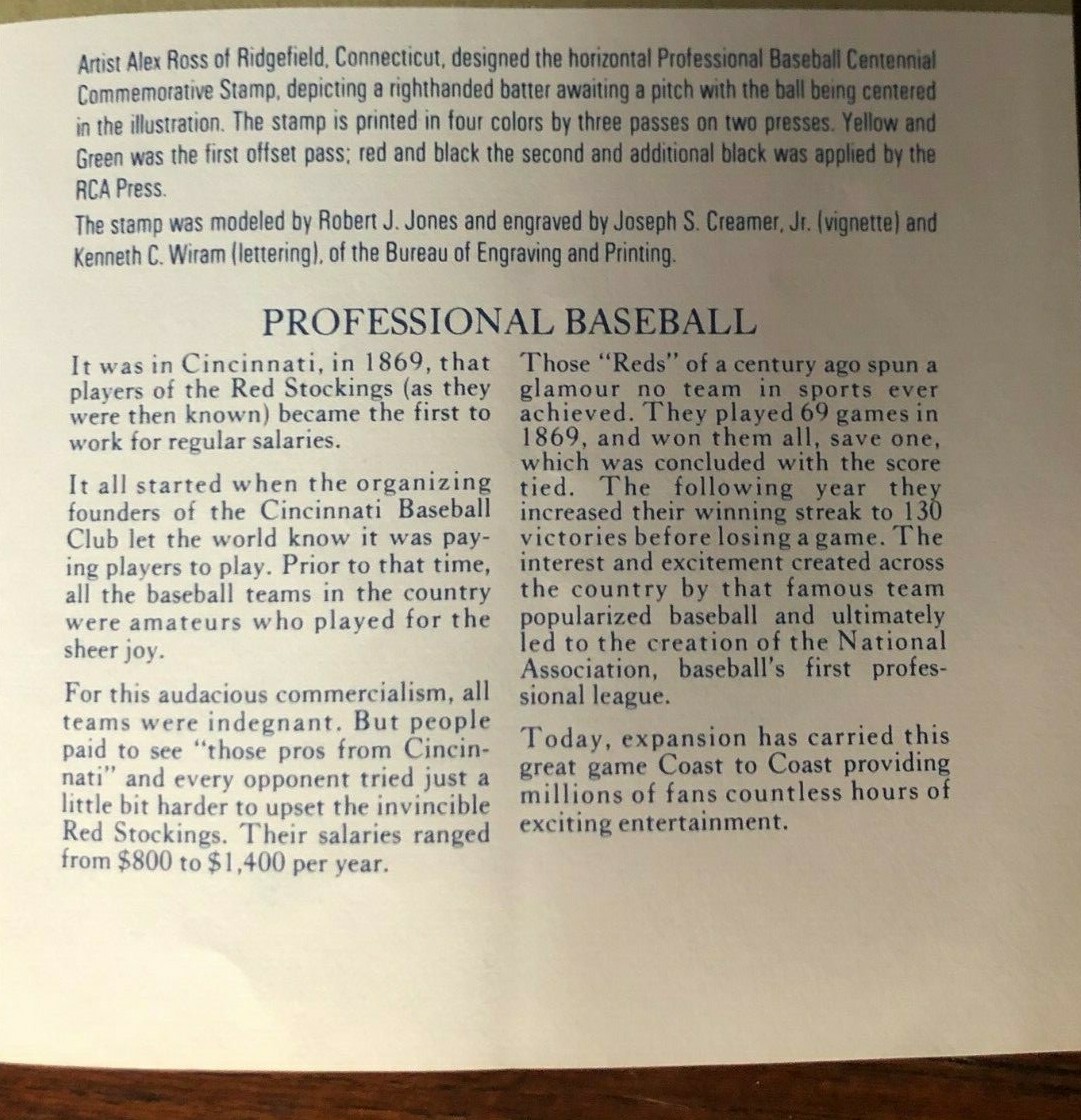 Artist Alex Ross of Ridgefield, Connecticut, designed the horizontal Professional Baseball Centennial
Commemorative Stamp, depicting a righthanded batter awaiting a pitch with the ball being centered
in the illustration. The stamp is printed in four colors by three passes on two presses. Yellow and
Green was the first offset pass; red and black the second and additional black was applied by the
RCA Press.
The stamp was modeled by Robert J. Jones and engraved by Joseph S. Creamer, Jr. (vignette) and
Kenneth C. Wiram (lettering), of the Bureau of Engraving and Printing.
PROFESSIONAL BASEBALL
It was in Cincinnati, in 1869, that
players of the Red Stockings (as they
were then known) became the first to
work for regular salaries.
It all started when the organizing
founders of the Cincinnati Baseball
Club let the world know it was pay-
ing players to play. Prior to that time,
all the baseball teams in the country
were amateurs who played for the
sheer joy.
For this audacious commercialism, all
teams were indegnant. But people
paid to see "those pros from Cincin-
nati" and every opponent tried just a
little bit harder to upset the invincible
Red Stockings. Their salaries ranged
from $800 to $1,400 per year.
Those "Reds" of a century ago spun a
glamour no team in sports ever
achieved. They played 69 games in
1869, and won them all, save one,
which was concluded with the score
tied. The following year they
increased their winning streak to 130
victories before losing a game. The
interest and excitement created across
the country by that famous team
popularized baseball and ultimately
led to the creation of the National
Association, baseball's first profes-
sional league.
Today, expansion has carried this
great game Coast to Coast providing
millions of fans countless hours of
exciting entertainment.